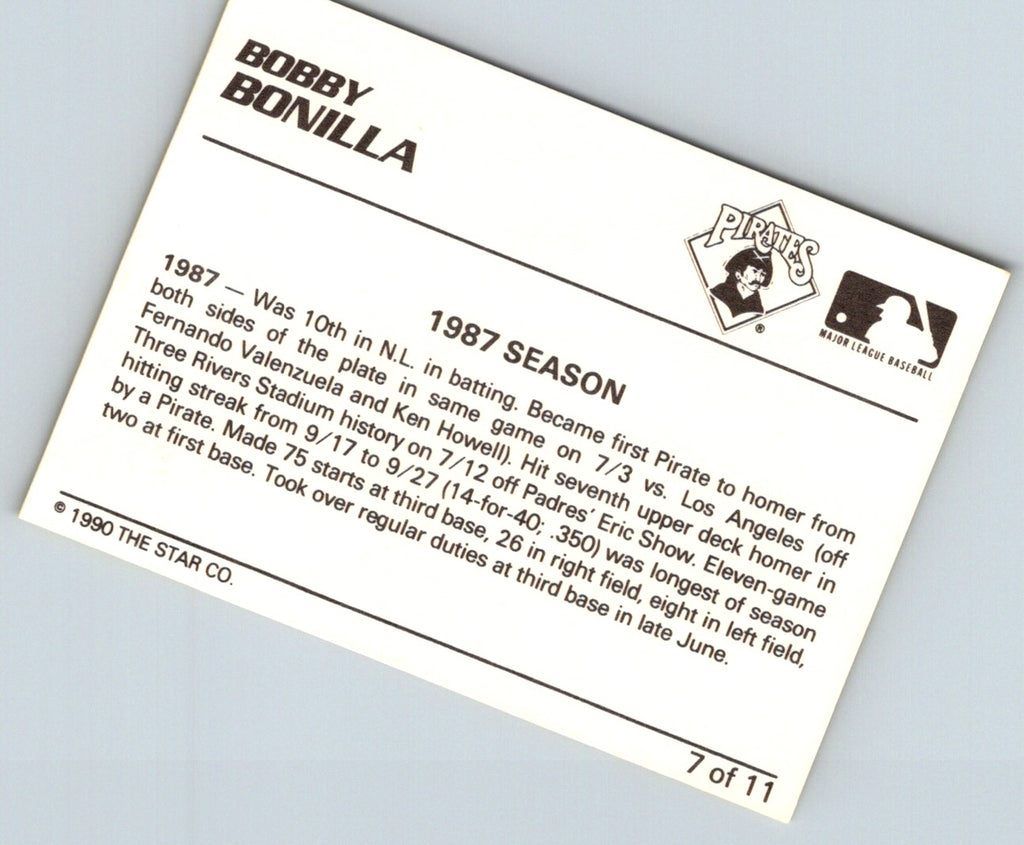 BOBBY
BONILLA
PIRATES
®
MAJOR LEAGUE BASEBALL
1987 SEASON
1987 — Was 10th in N.L. in batting. Became first Pirate to homer from
both sides of the plate in same game on 7/3 vs. Los Angeles (off
Fernando Valenzuela and Ken Howell). Hit seventh upper deck homer in
Three Rivers Stadium history on 7/12 off Padres' Eric Show. Eleven-game
hitting streak from 9/17 to 9/27 (14-for-40; .350) was longest of season
by a Pirate. Made 75 starts at third base, 26 in right field, eight in left field,
two at first base. Took over regular duties at third base in late June.
© 1990 THE STAR CO.
7 of 11